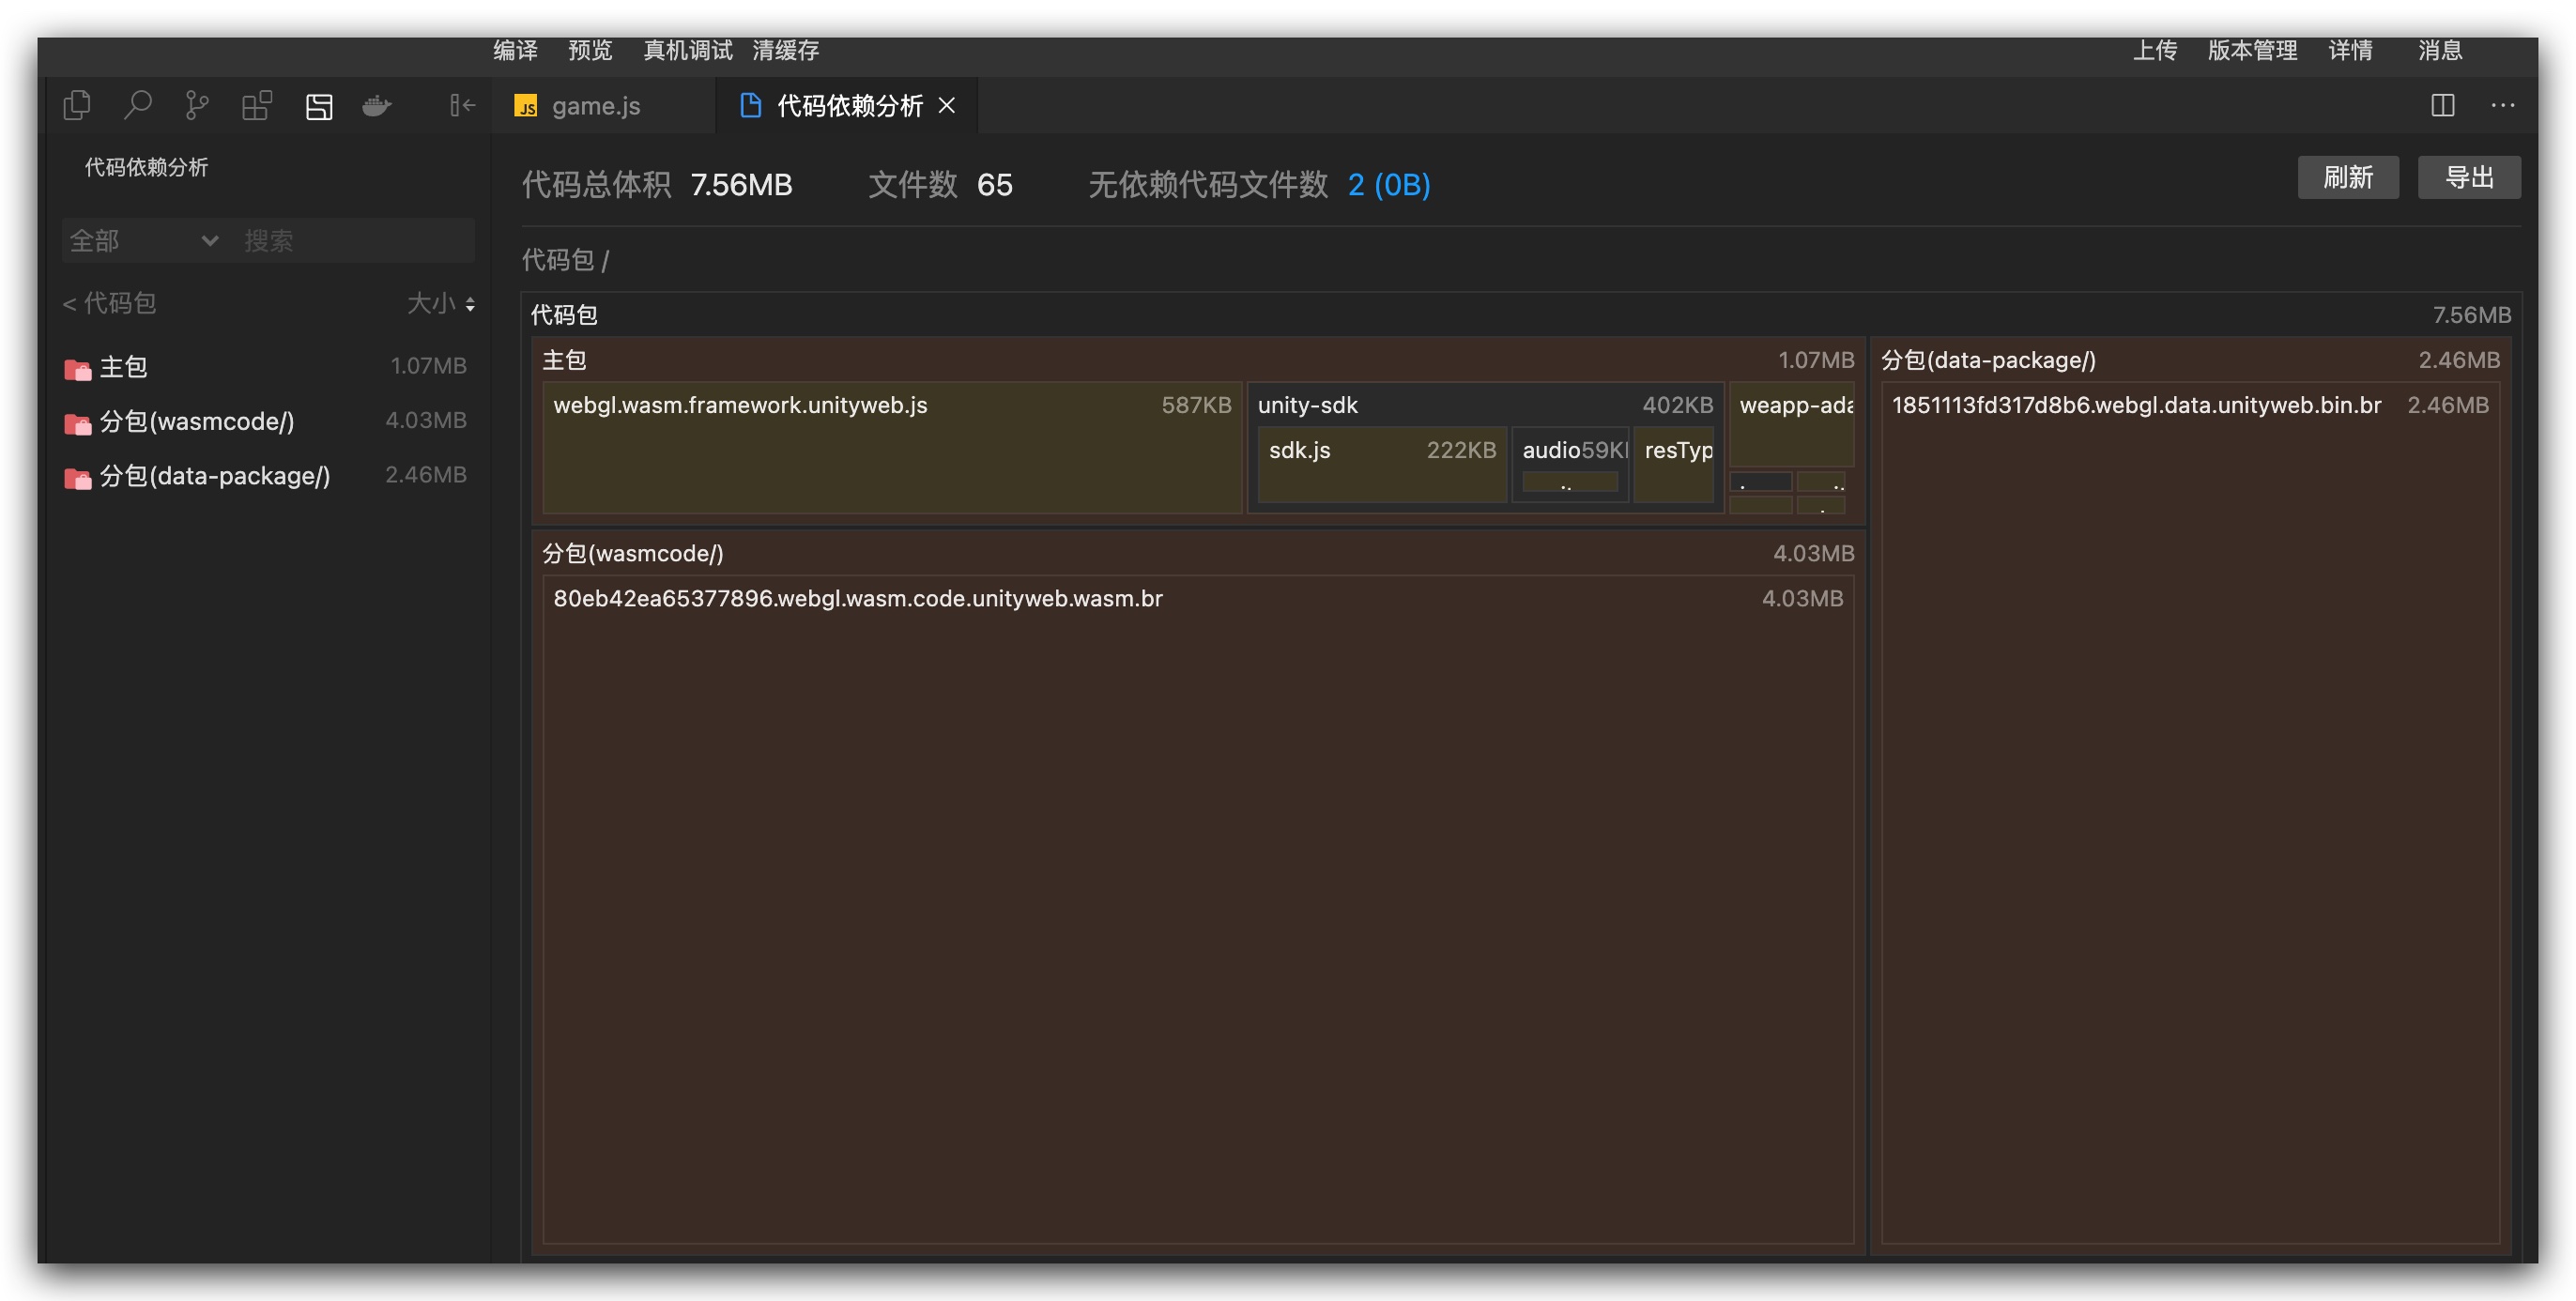 编译 预览 真机调试 清缓存 上传 版本管理 详情 消息
game.js 代码依赖分析
代码依赖分析
代码总体积 7.56MB 文件数 65 无依赖代码文件数 2 (0B) 刷新 导出
全部 搜索
代码包 /
< 代码包 大小
代码包 7.56MB
主包 1.07MB
分包(wasmcode/) 4.03MB
分包(data-package/) 2.46MB
主包 1.07MB
webgl.wasm.framework.unityweb.js 587KB
unity-sdk 402KB
sdk.js 222KB
audio 59K
resTyp
weapp-ada
分包(data-package/) 2.46MB
1851113fd317d8b6.webgl.data.unityweb.bin.br 2.46MB
分包(wasmcode/) 4.03MB
80eb42ea65377896.webgl.wasm.code.unityweb.wasm.br 4.03MB